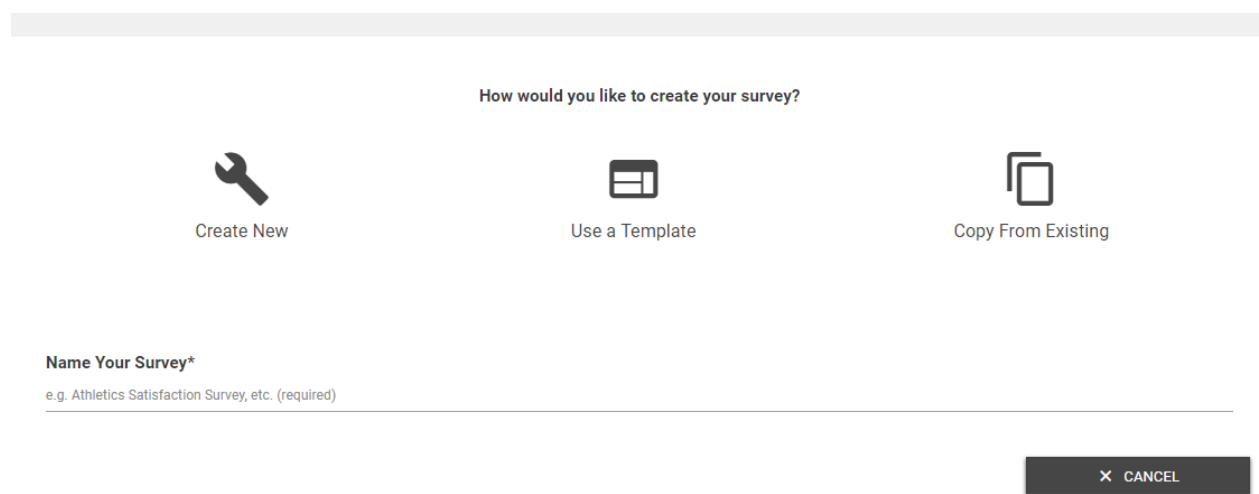 How would you like to create your survey?
Create New
Use a Template
Copy From Existing
Name Your Survey*
e.g. Athletics Satisfaction Survey, etc. (required)
CANCEL